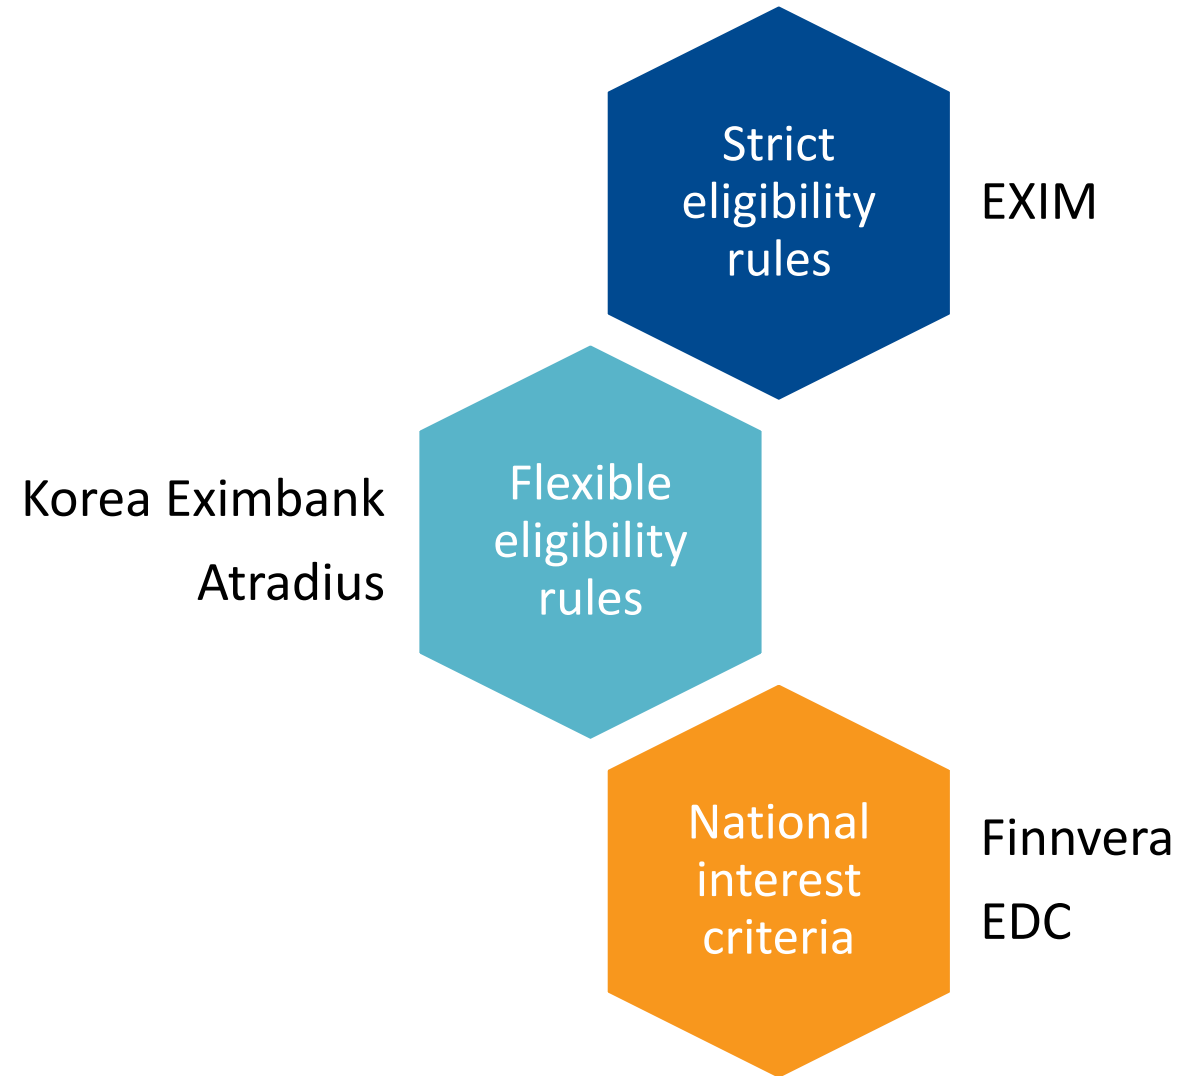 Strict
eligibility
rules
EXIM
Korea Eximbank
Atradius
Flexible
eligibility
rules
National
interest
criteria
Finnvera
EDC